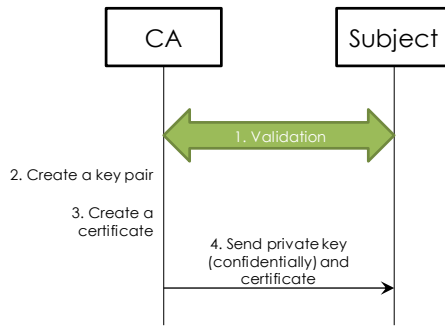 CA
Subject
1. Validation
2. Create a key pair
3. Create a
certificate
4. Send private key
(confidentially) and
certificate